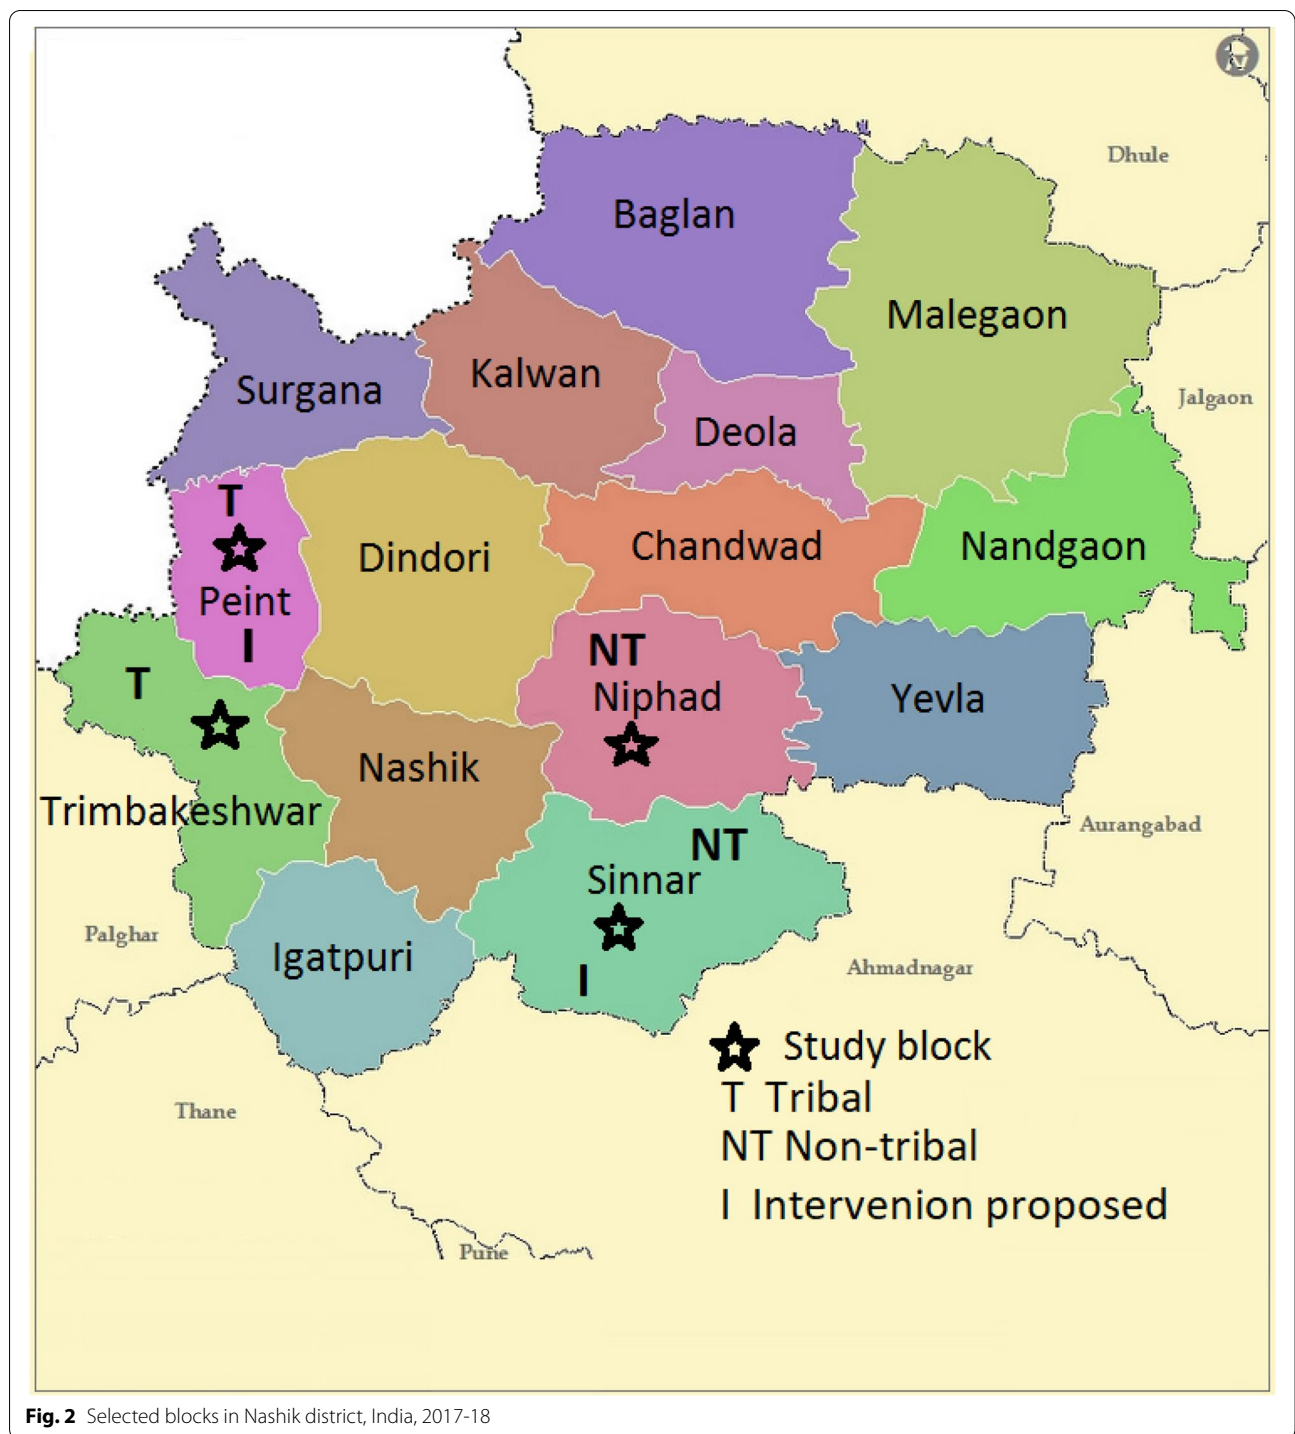 N
Dhule
Baglan
Malegaon
Kalwan
Surgana
Jalgaon
Deola
T
Chandwad
Nandgaon
Dindori
Peint
I
NT
Niphad
T
Yevla
Nashik
Trimbakeshwar
Aurangabad
NT
Sinnar
Palghar
Igatpuri
I
Ahmadnagar
Study block
T Tribal
Thane
NT Non-tribal
I Intervenion proposed
Pune
Fig. 2 Selected blocks in Nashik district, India, 2017-18